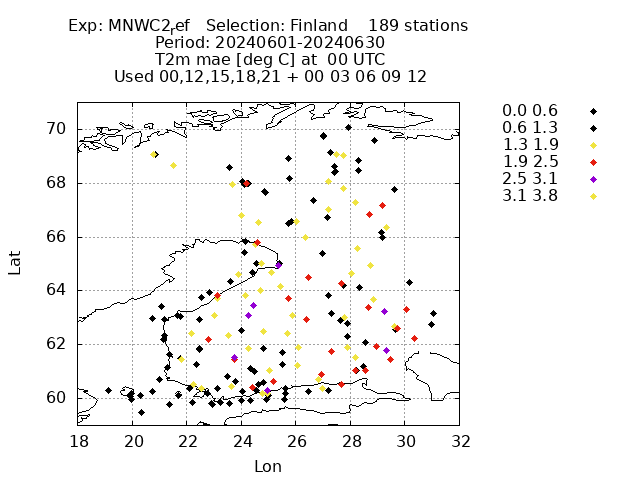 Exp: MNWC2ref   Selection: Finland    189 stations
Period: 20240601-20240630
T2m mae [deg C] at  00 UTC
Used 00,12,15,18,21 + 00 03 06 09 12
0.0 0.6
0.6 1.3
1.3 1.9
1.9 2.5
2.5 3.1
3.1 3.8
70
68
66
64
62
60
Lat
18 20 22 24 26 28 30 32
Lon